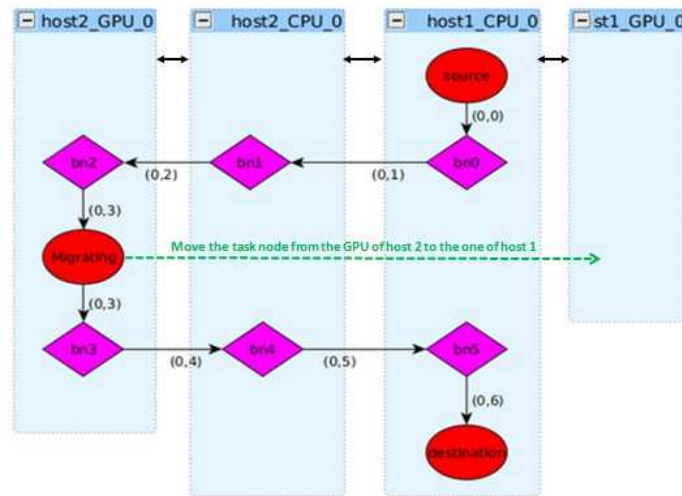 host2_GPU_0
host2_CPU_0
host1_CPU_0
st1_GPU_0
source
(0,0)
bn2
bn1
bn0
(0,2)
(0,1)
(0,3)
Migrating
Move the task node from the GPU of host 2 to the one of host 1
(0,3)
bn3
bn4
bn5
(0,4)
(0,5)
(0,6)
destination